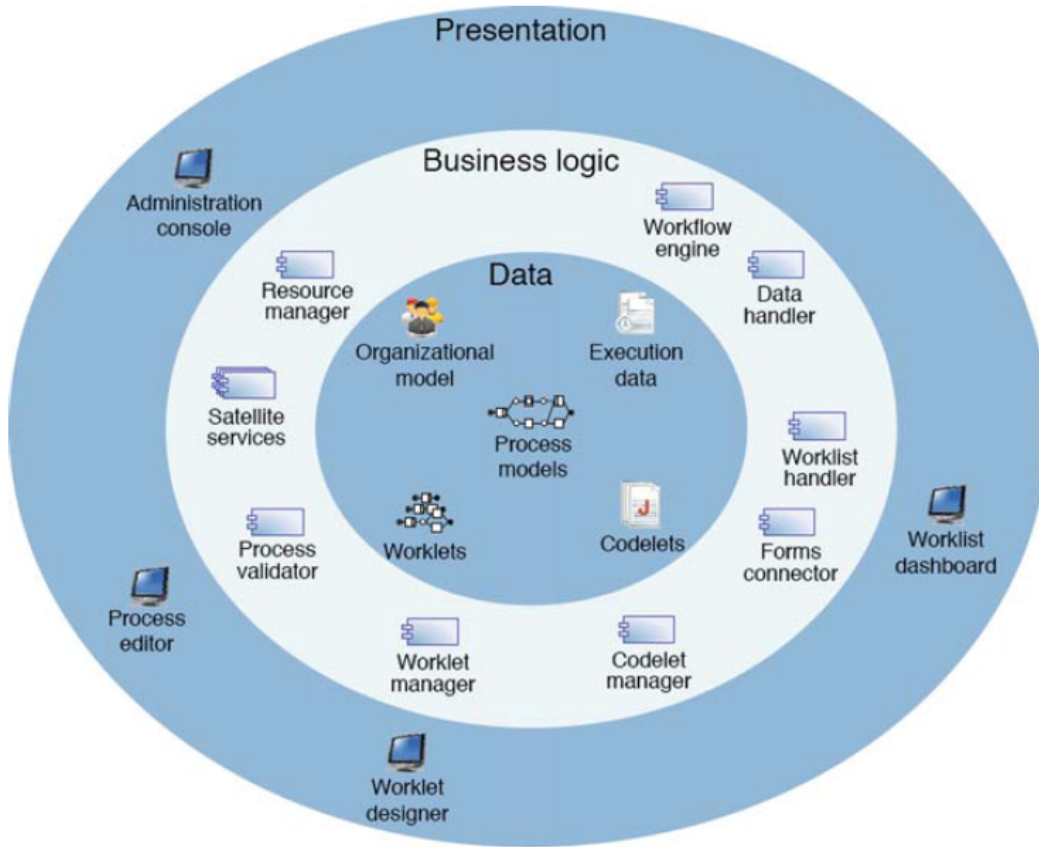 Presentation
Business logic
Data
Administration
console
Resource
manager
Workflow
engine
Data
handler
Organizational
model
Execution
data
Satellite
services
Process
models
Worklist
handler
Worklets
Codelets
J
Process
validator
Forms
connector
Worklist
dashboard
Process
editor
Worklet
manager
Codelet
manager
Worklet
designer